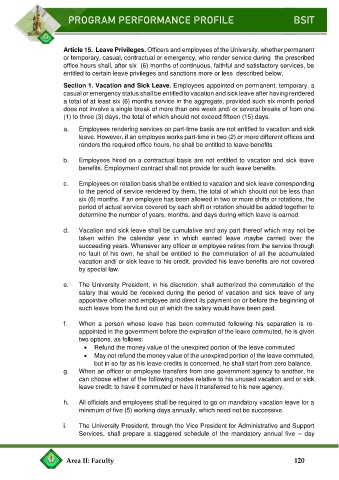 PROGRAM PERFORMANCE PROFILE BSIT
Article 15. Leave Privileges. Officers and employees of the University, whether permanent
or temporary, casual, contractual or emergency, who render service during the prescribed
office hours shall, after six (6) months of continuous, faithful and satisfactory services, be
entitled to certain leave privileges and sanctions more or less described below.
Section 1. Vacation and Sick Leave. Employees appointed on permanent, temporary, a
casual or emergency status shall be entitled to vacation and sick leave after having rendered
a total of at least six (6) months service in the aggregate, provided such six month period
does not involve a single break of more than one week and/ or several breaks of from one
(1) to three (3) days, the total of which should not exceed fifteen (15) days.
a. Employees rendering services on part-time basis are not entitled to vacation and sick
leave. However, if an employee works part-time in two (2) or more different offices and
renders the required office hours, he shall be entitled to leave benefits.
b. Employees hired on a contractual basis are not entitled to vacation and sick leave
benefits. Employment contract shall not provide for such leave benefits.
c. Employees on rotation basis shall be entitled to vacation and sick leave corresponding
to the period of service rendered by them, the total of which should not be less than
six (6) months. If an employee has been allowed in two or more shifts or rotations, the
period of actual service covered by each shift or rotation should be added together to
determine the number of years, months, and days during which leave is earned.
d. Vacation and sick leave shall be cumulative and any part thereof which may not be
taken within the calendar year in which earned leave maybe carried over the
succeeding years. Whenever any officer or employee retires from the service through
no fault of his own, he shall be entitled to the commutation of all the accumulated
vacation and/ or sick leave to his credit, provided his leave benefits are not covered
by special law.
e. The University President, in his discretion, shall authorized the commutation of the
salary that would be received during the period of vacation and sick leave of any
appointive officer and employee and direct its payment on or before the beginning of
such leave from the fund out of which the salary would have been paid.
f. When a person whose leave has been commuted following his separation is re-
appointed in the government before the expiration of the leave commuted, he is given
two options, as follows:
• Refund the money value of the unexpired portion of the leave commuted
• May not refund the money value of the unexpired portion of the leave commuted,
but in so far as his leave credits is concerned, he shall start from zero balance.
g. When an officer or employee transfers from one government agency to another, he
can choose either of the following modes relative to his unused vacation and or sick
leave credit: to have it commuted or have it transferred to his new agency.
h. All officials and employees shall be required to go on mandatory vacation leave for a
minimum of five (5) working days annually, which need not be successive.
i. The University President, through the Vice President for Administrative and Support
Services, shall prepare a staggered schedule of the mandatory annual five – day
Area II: Faculty 120